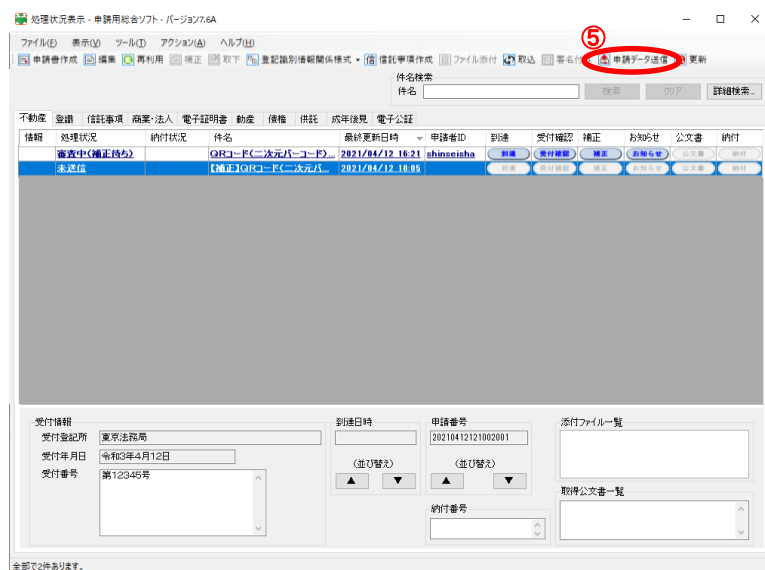 処理状況表示 - 申請用総合ソフト - バージョン7.6A
ファイル(F) 表示(V) ツール(T) アクション(A) ヘルプ(H)
⑤
申請書作成 編集 再利用 補正 取下 登記識別情報関係様式 信 信託事項作成 ファイル添付 取込 署名付 申請データ送信 更新
件名検索
件名 検索 クリア 詳細検索...
不動産 登識 信託事項 商業・法人 電子証明書 動産 債権 供託 成年後見 電子公証
情報 処理状況 納付状況 件名 最終更新日時 申請者ID 到達 受付確認 補正 お知らせ 公文書 納付
審査中(補正待ち) QRコード(二次元バーコード)... 2021/04/12 16:21 shinseisha 到達 受付確認 補正 お知らせ 公文書 納付
未送信 【補正】QRコード(二次元バ... 2021/04/12 18:05 到達 受付確認 補正 お知らせ 公文書 納付
受付情報 到達日時 申請番号 添付ファイル一覧
受付登記所 東京法務局 20210412121002001
受付年月日 令和3年4月12日
(並び替え) (並び替え)
受付番号 第12345号 ▲ ▼ ▲ ▼
取得公文書一覧
納付番号
全部で2件あります。